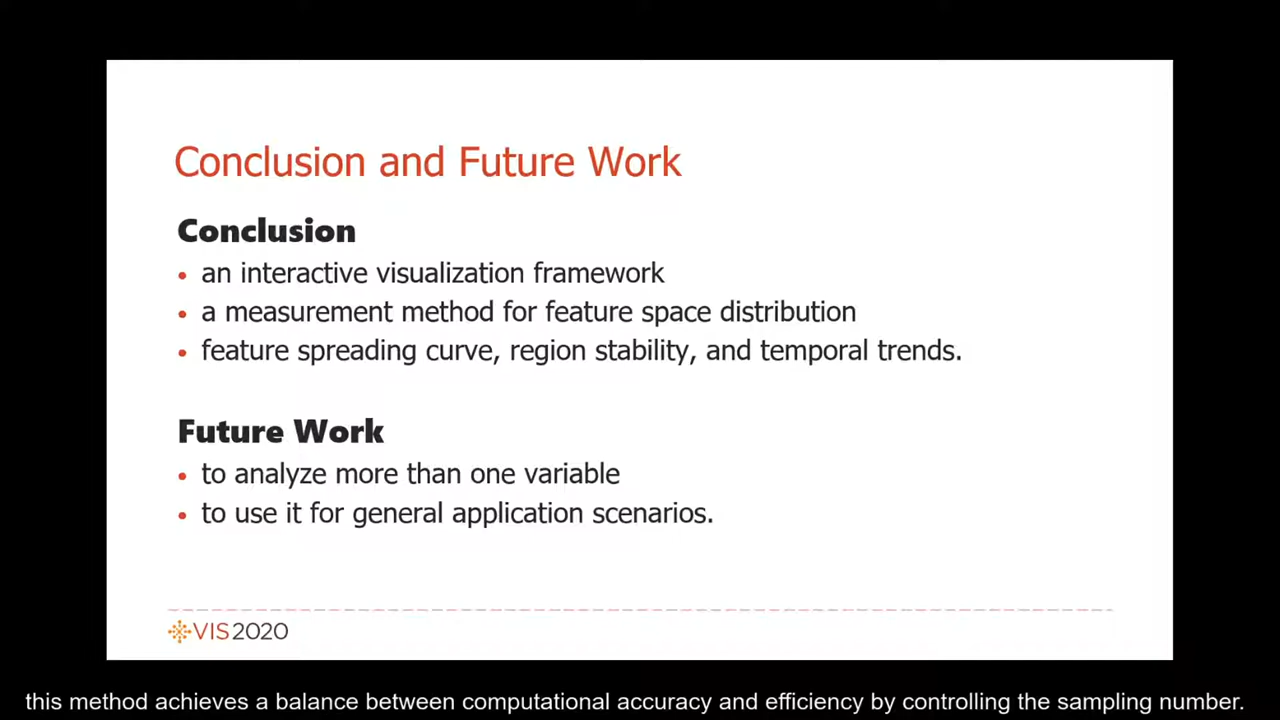 Conclusion and Future Work
Conclusion
• an interactive visualization framework
• a measurement method for feature space distribution
• feature spreading curve, region stability, and temporal trends.
Future Work
• to analyze more than one variable
• to use it for general application scenarios.
VIS2020
this method achieves a balance between computational accuracy and efficiency by controlling the sampling number.